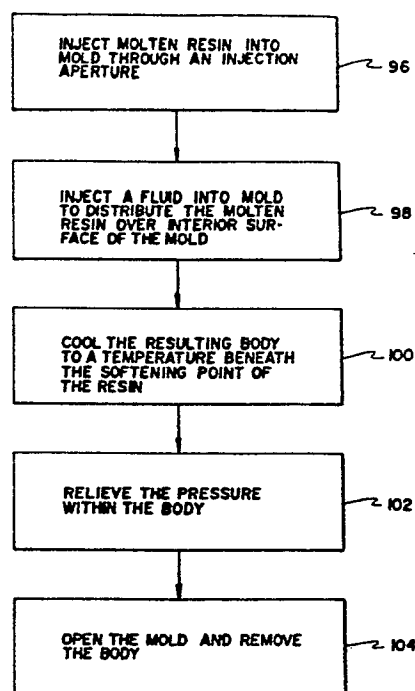 INJECT MOLTEN RESIN INTO
MOLD THROUGH AN INJECTION
APERTURE
96
INJECT A FLUID INTO MOLD
TO DISTRIBUTE THE MOLTEN
RESIN OVER INTERIOR SUR-
FACE OF THE MOLD
98
COOL THE RESULTING BODY
TO A TEMPERATURE BENEATH
THE SOFTENING POINT OF
THE RESIN
100
RELIEVE THE PRESSURE
WITHIN THE BODY
102
OPEN THE MOLD AND REMOVE
THE BODY
104